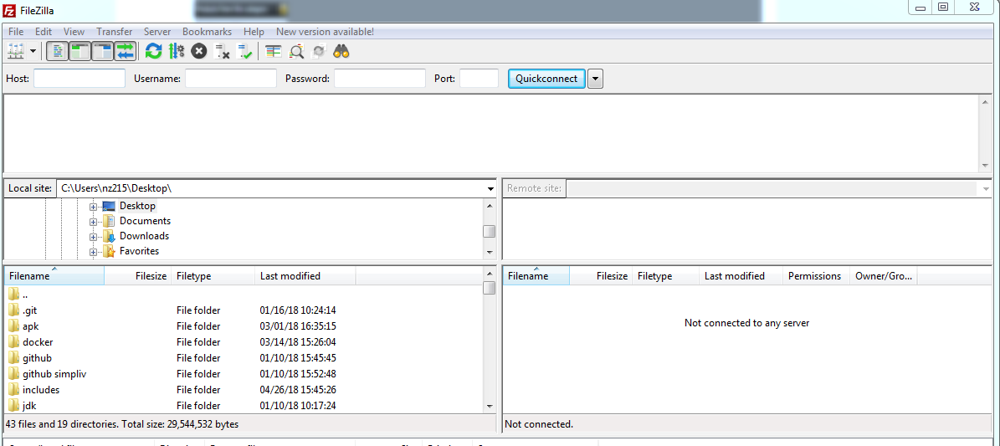 FileZilla
File Edit View Transfer Server Bookmarks Help New version available!
Host: Username: Password: Port: Quickconnect
Local site: C:\Users\nz215\Desktop\ Remote site:
Desktop
Documents
Downloads
Favorites
Filename Filesize Filetype Last modified
..
.git File folder 01/16/18 10:24:14
apk File folder 03/01/18 16:35:15
docker File folder 03/14/18 15:26:04
github File folder 01/10/18 15:45:45
github simpliv File folder 01/10/18 15:52:48
includes File folder 04/26/18 15:45:26
jdk File folder 01/10/18 10:17:24
43 files and 19 directories. Total size: 29,544,532 bytes
Filename Filesize Filetype Last modified Permissions Owner/Gro...
Not connected to any server
Not connected.